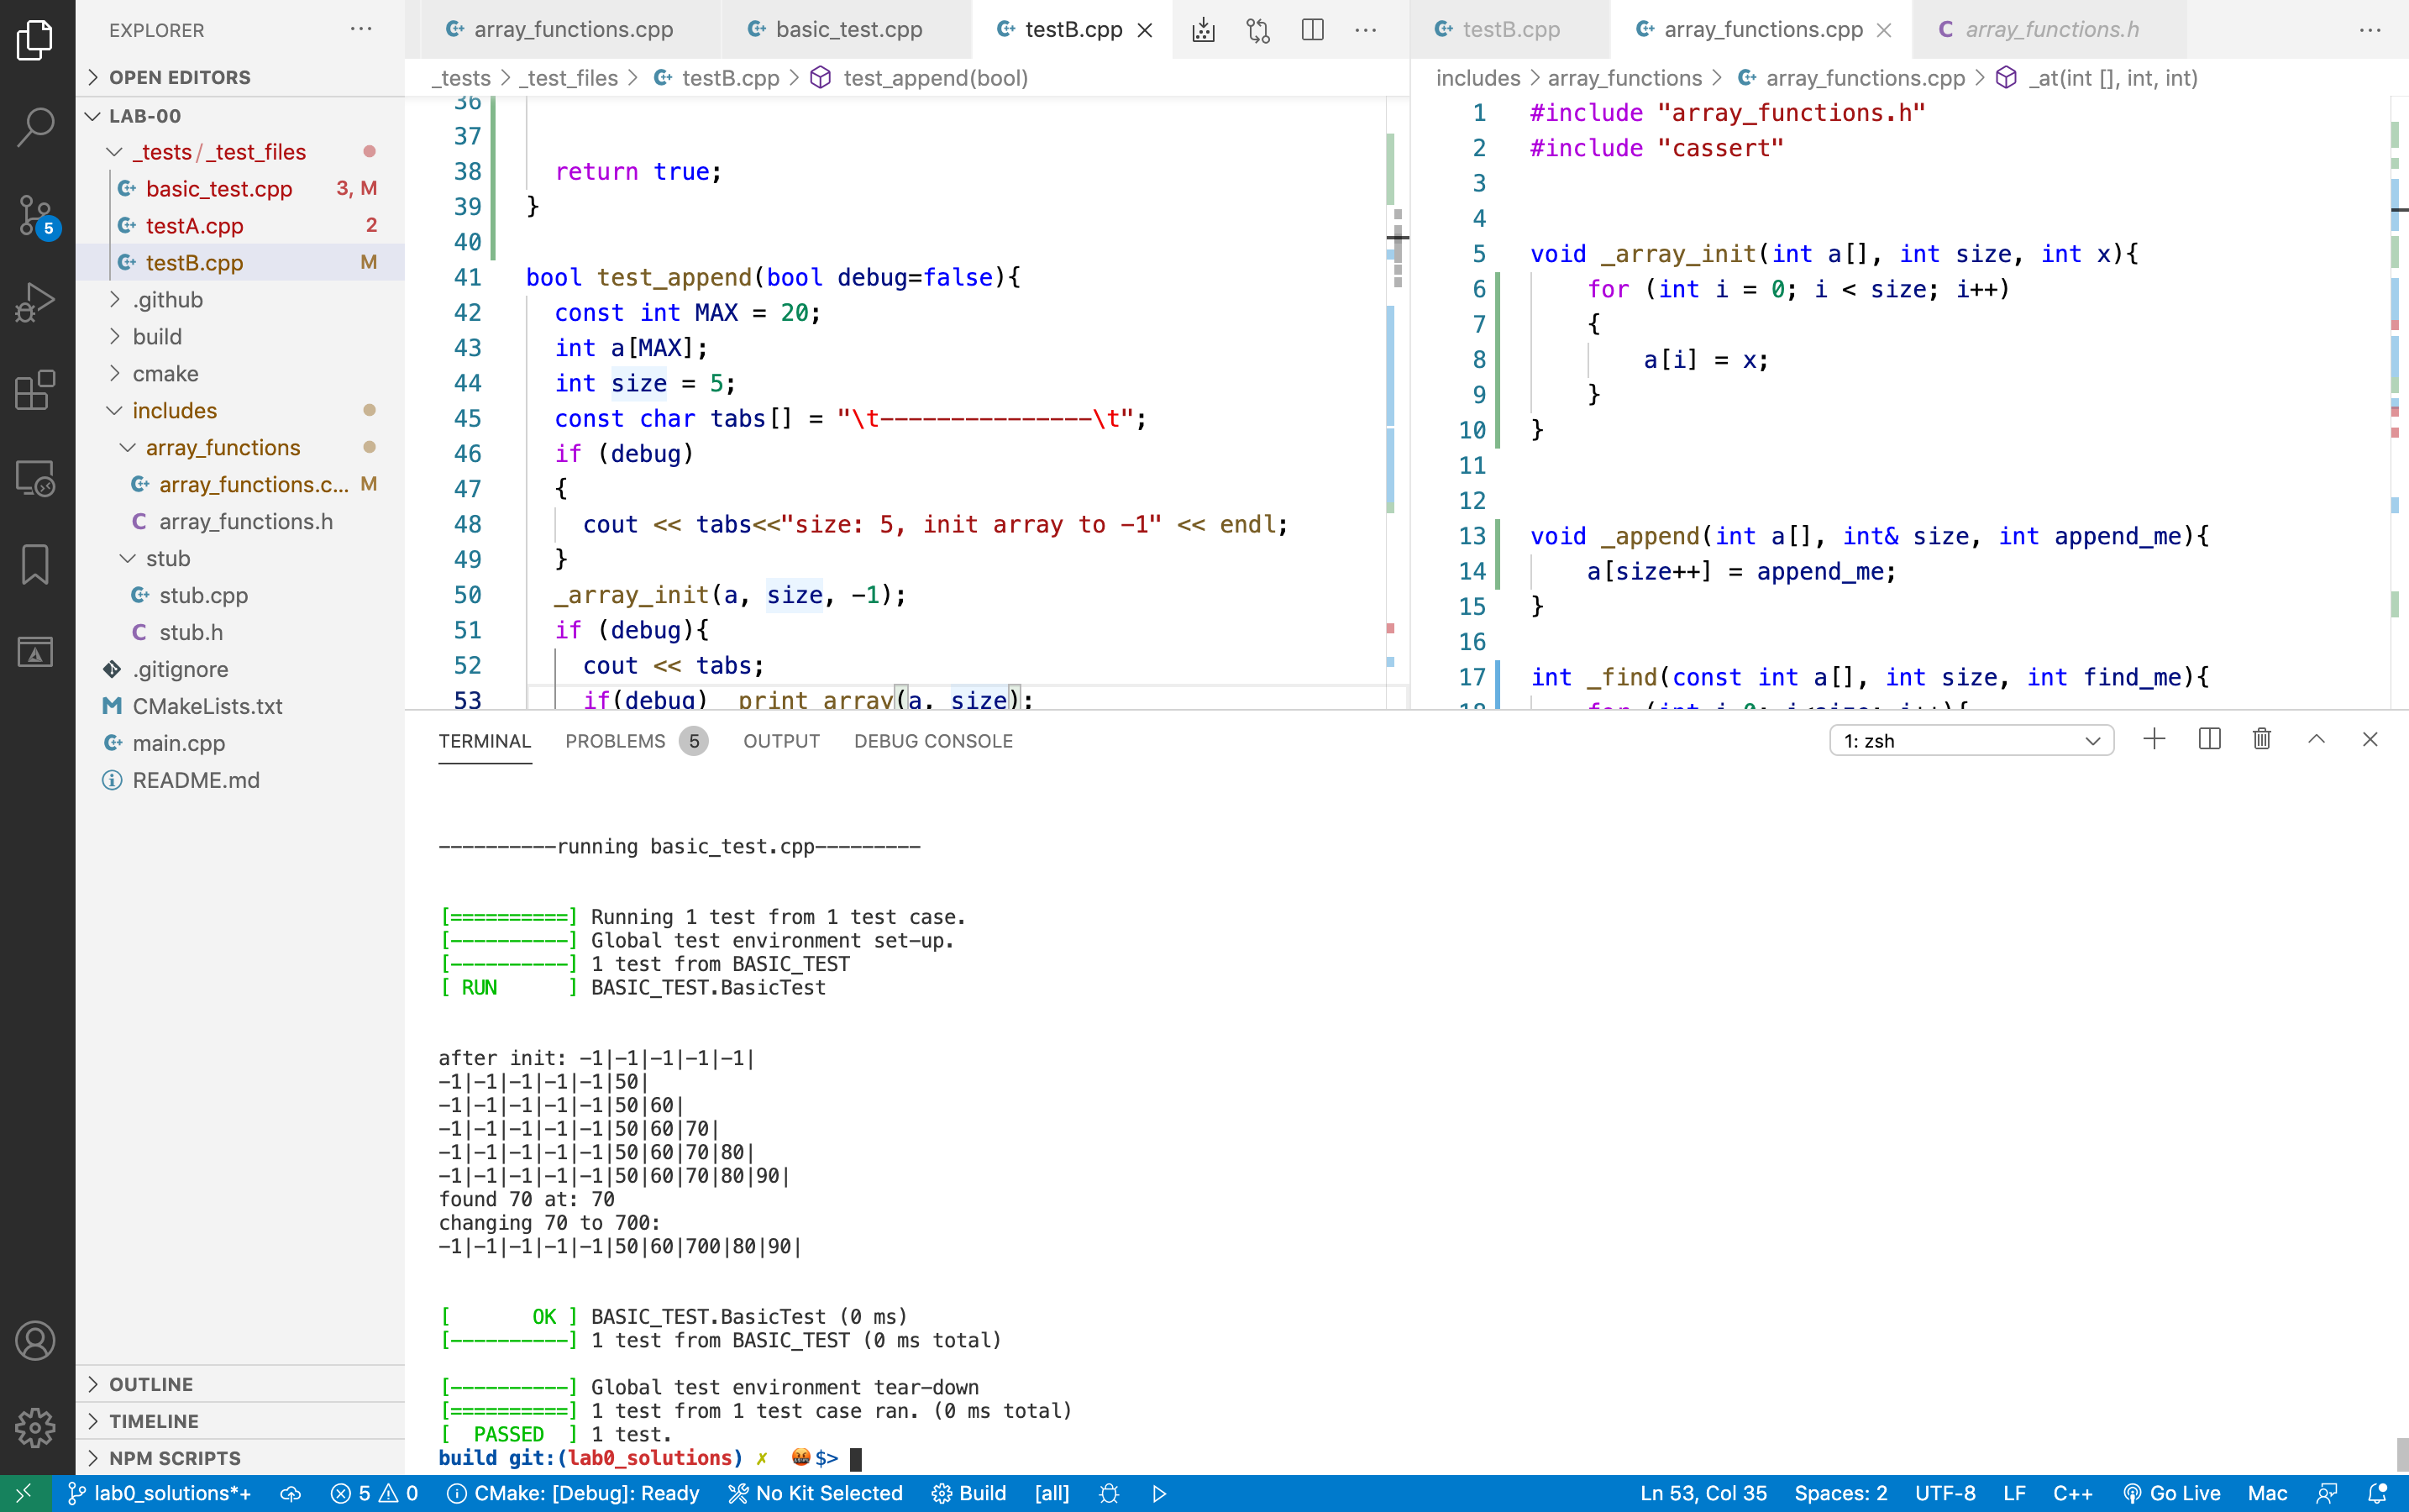 EXPLORER
OPEN EDITORS
LAB-00
_tests/_test_files
basic_test.cpp 3, M
testA.cpp 2
testB.cpp M
.github
build
cmake
includes
array_functions
array_functions.c... M
array_functions.h
stub
stub.cpp
stub.h
.gitignore
CMakeLists.txt
main.cpp
README.md
OUTLINE
TIMELINE
NPM SCRIPTS
5
array_functions.cpp basic_test.cpp testB.cpp
_tests > _test_files > testB.cpp > test_append(bool)
36
37
38 return true;
39 }
40
41 bool test_append(bool debug=false){
42 const int MAX = 20;
43 int a[MAX];
44 int size = 5;
45 const char tabs[] = "\t---------------\t";
46 if (debug)
47 {
48 cout << tabs<<"size: 5, init array to -1" << endl;
49 }
50 _array_init(a, size, -1);
51 if (debug){
52 cout << tabs;
53 if(debug) _print_array(a, size);
testB.cpp array_functions.cpp array_functions.h
includes > array_functions > array_functions.cpp > _at(int [], int, int)
1 #include "array_functions.h"
2 #include "cassert"
3
4
5 void _array_init(int a[], int size, int x){
6 for (int i = 0; i < size; i++)
7 {
8 a[i] = x;
9 }
10 }
11
12
13 void _append(int a[], int& size, int append_me){
14 a[size++] = append_me;
15 }
16
17 int _find(const int a[], int size, int find_me){
18 for (int i=0; i<size; i++){
TERMINAL PROBLEMS 5 OUTPUT DEBUG CONSOLE 1: zsh
----------running basic_test.cpp---------
[==========] Running 1 test from 1 test case.
[----------] Global test environment set-up.
[----------] 1 test from BASIC_TEST
[ RUN      ] BASIC_TEST.BasicTest
after init: -1|-1|-1|-1|-1|
-1|-1|-1|-1|-1|50|
-1|-1|-1|-1|-1|50|60|
-1|-1|-1|-1|-1|50|60|70|
-1|-1|-1|-1|-1|50|60|70|80|
-1|-1|-1|-1|-1|50|60|70|80|90|
found 70 at: 70
changing 70 to 700:
-1|-1|-1|-1|-1|50|60|700|80|90|
[       OK ] BASIC_TEST.BasicTest (0 ms)
[----------] 1 test from BASIC_TEST (0 ms total)
[----------] Global test environment tear-down
[==========] 1 test from 1 test case ran. (0 ms total)
[  PASSED  ] 1 test.
build git:(lab0_solutions) ✗ 🤬$>
lab0_solutions*+ 5 0 CMake: [Debug]: Ready No Kit Selected Build [all] Ln 53, Col 35 Spaces: 2 UTF-8 LF C++ Go Live Mac